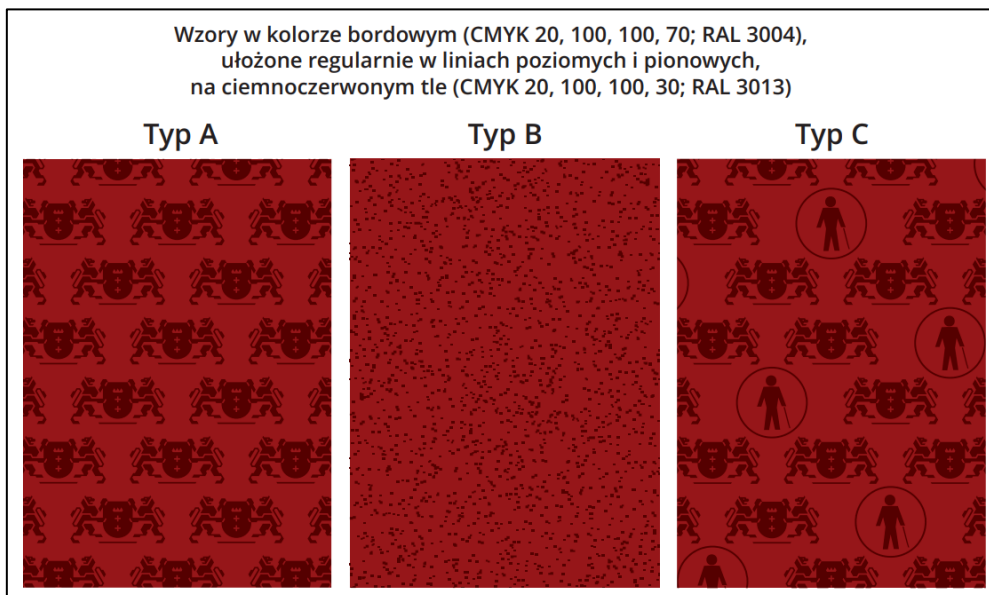 Wzory w kolorze bordowym (CMYK 20, 100, 100, 70; RAL 3004),
ułożone regularnie w liniach poziomych i pionowych,
na ciemnoczerwonym tle (CMYK 20, 100, 100, 30; RAL 3013)
Typ A
Typ B
Typ C